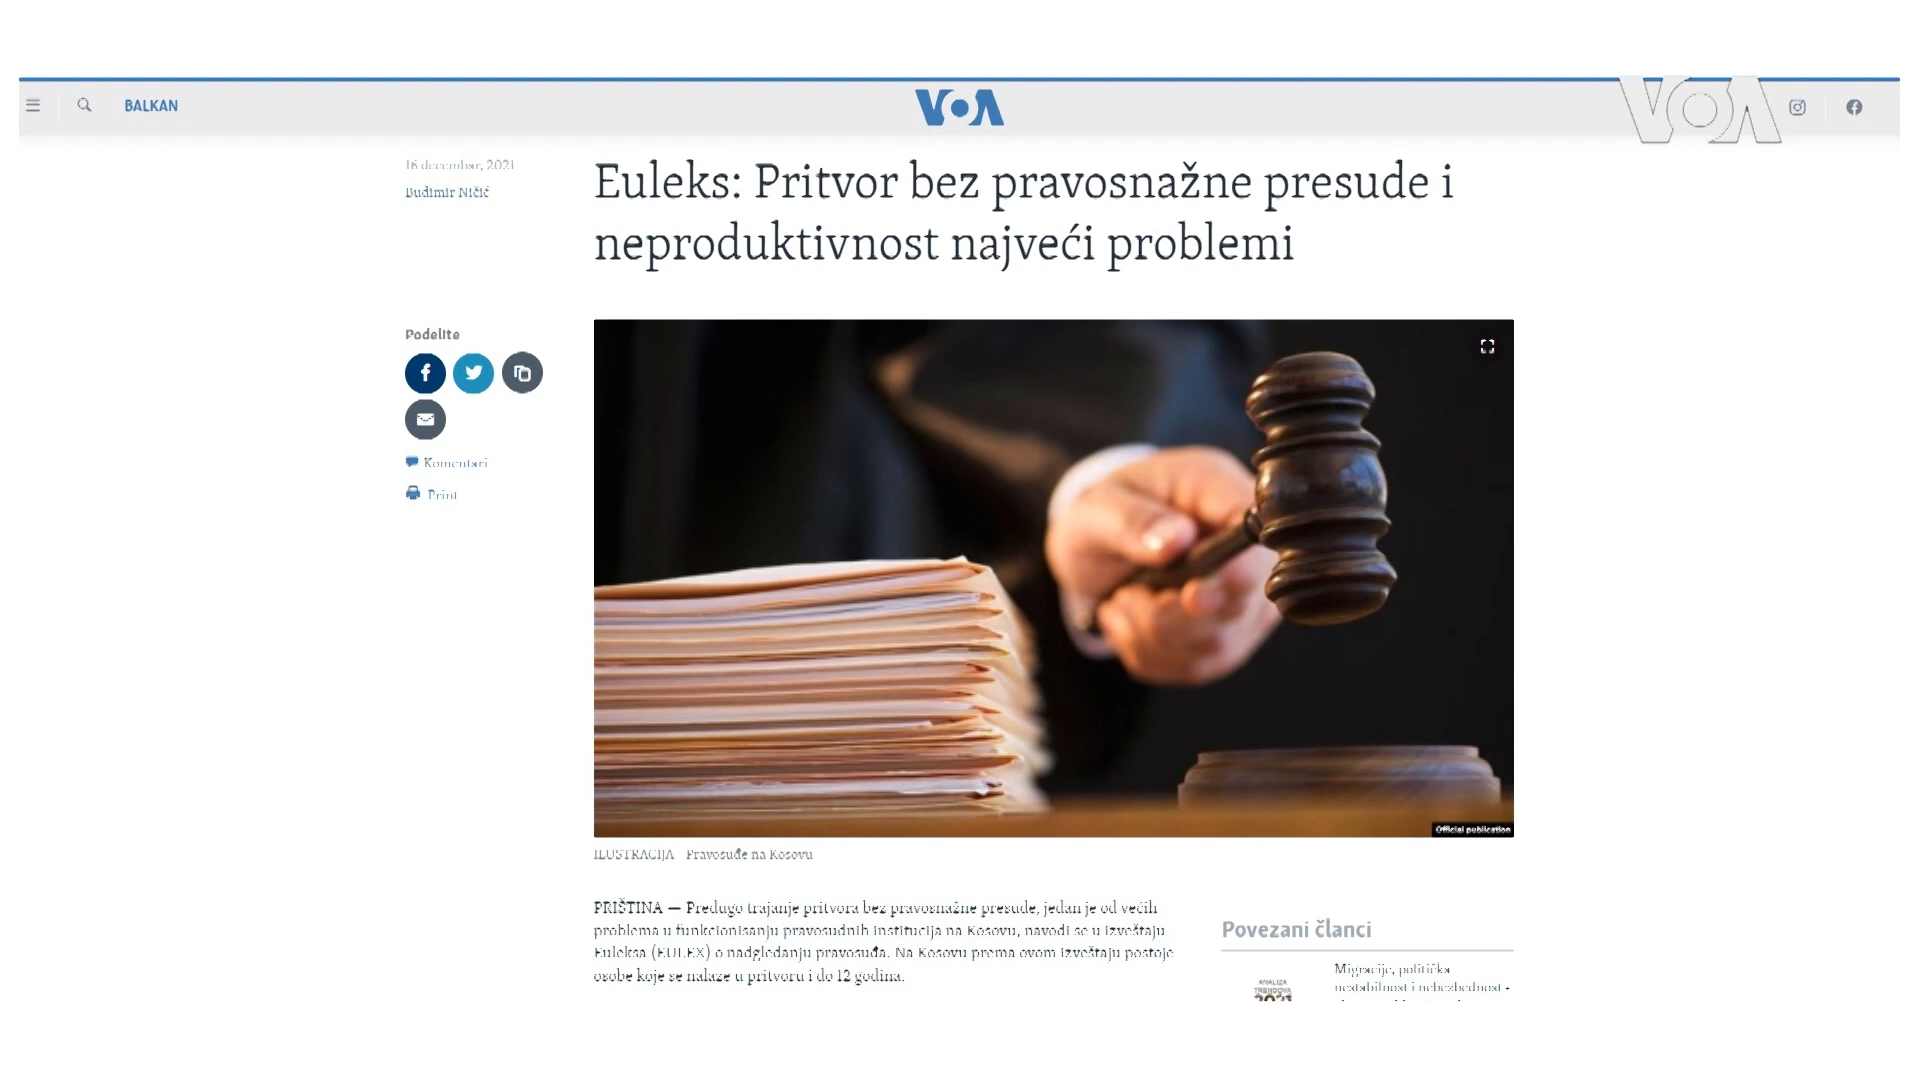 BALKAN
VOA
VOA
16 decembar, 2021
Budimir Ničić
Euleks: Pritvor bez pravosnažne presude i
neproduktivnost najveći problemi
Podelite
Komentari
Print
Official publication
ILUSTRACIJA Pravosuđe na Kosovu
PRIŠTINA — Predugo trajanje pritvora bez pravosnažne presude, jedan je od većih
problema u funkcionisanju pravosudnih institucija na Kosovu, navodi se u izveštaju
Euleksa (EULEX) o nadgledanju pravosuđa. Na Kosovu prema ovom izveštaju postoje
osobe koje se nalaze u pritvoru i do 12 godina.
Povezani članci
ANALIZA
TRENDOVA
2021
Migracije, politička
nestabilnost i nebezbednost -